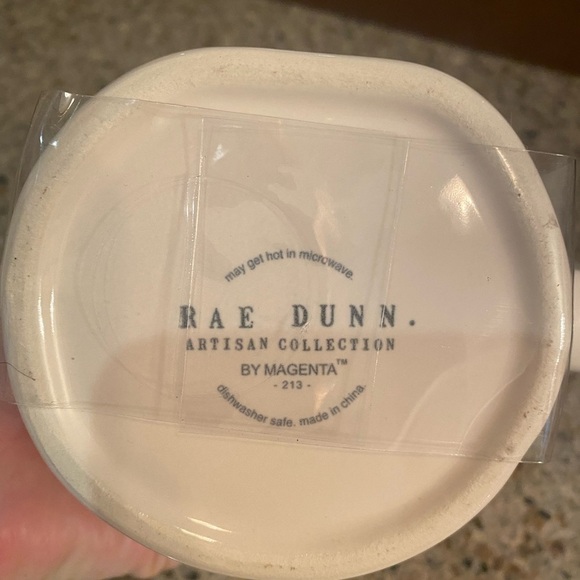 may get hot in microwave.
RAE DUNN.
ARTISAN COLLECTION
BY MAGENTA™
- 213 -
dishwasher safe. made in china.